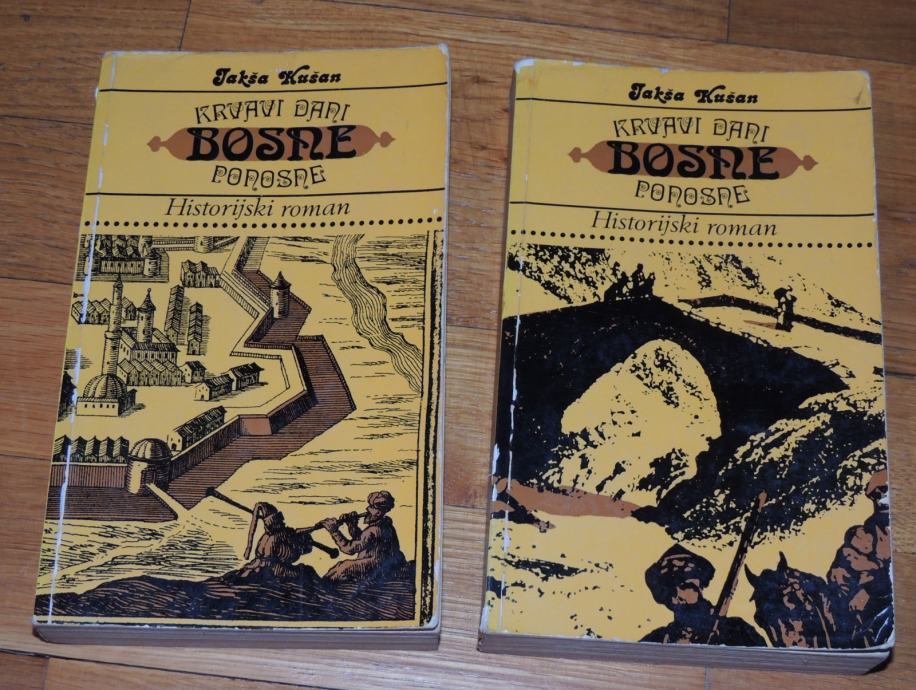 Jakša Kušan
KRVAVI DANI
BOSNE
PONOSNE
Historijski roman
Jakša Kušan
KRVAVI DANI
BOSNE
PONOSNE
Historijski roman